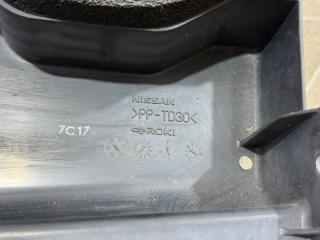 NISSAN
>PP-TD30<
ROKI
7C17